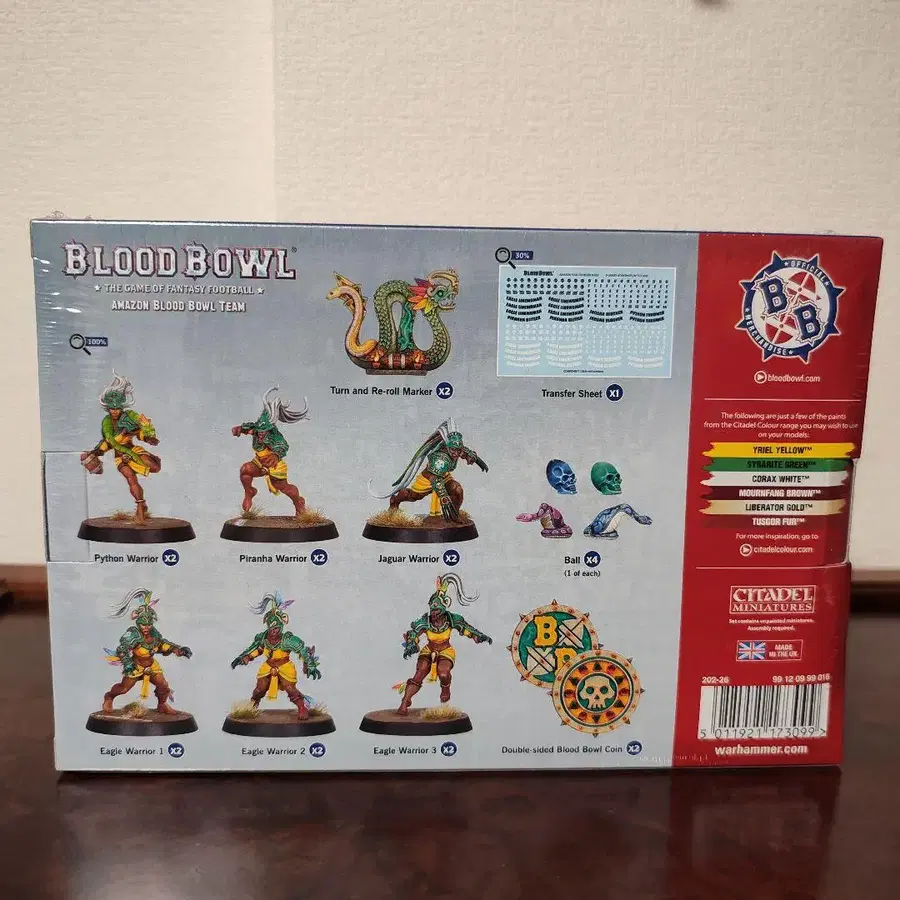 BLOOD BOWL®
★ THE GAME OF FANTASY FOOTBALL ★
AMAZON BLOOD BOWL TEAM
100%
Turn and Re-roll Marker x2
30%
BLOOD BOWL
Transfer Sheet x1
Python Warrior x2
Piranha Warrior x2
Jaguar Warrior x2
Ball x4
(1 of each)
Eagle Warrior 1 x2
Eagle Warrior 2 x2
Eagle Warrior 3 x2
B
Double-sided Blood Bowl Coin x2
OFFICIAL
BB
MERCHANDISE
bloodbowl.com
The following are just a few of the paints
from the Citadel Colour range you may wish to use
on your models:
YRIEL YELLOW™
SYBARITE GREEN™
CORAX WHITE™
MOURNFANG BROWN™
LIBERATOR GOLD™
TUSGOR FUR™
For more inspiration, go to
citadelcolour.com
CITADEL
MINIATURES
Set contains unpainted miniatures.
Assembly required.
MADE
IN THE UK
202-26
99 12 09 99 016
5 011921 173099 >
warhammer.com